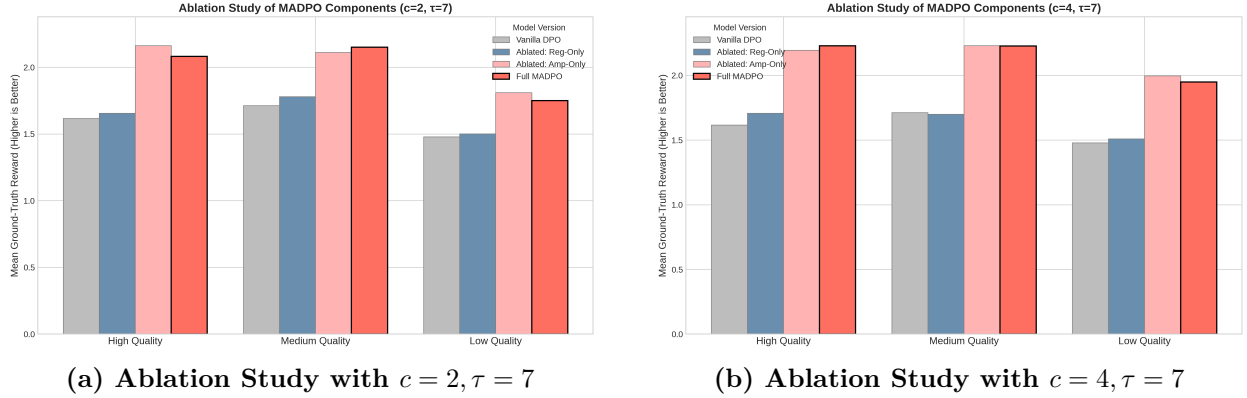 Ablation Study of MADPO Components (c=2, τ=7)
Mean Ground-Truth Reward (Higher is Better)
2.0
1.5
1.0
0.5
0.0
Model Version
Vanilla DPO
Ablated: Reg-Only
Ablated: Amp-Only
Full MADPO
High Quality
Medium Quality
Low Quality
(a) Ablation Study with c = 2, τ = 7
Ablation Study of MADPO Components (c=4, τ=7)
Mean Ground-Truth Reward (Higher is Better)
2.0
1.5
1.0
0.5
0.0
Model Version
Vanilla DPO
Ablated: Reg-Only
Ablated: Amp-Only
Full MADPO
High Quality
Medium Quality
Low Quality
(b) Ablation Study with c = 4, τ = 7